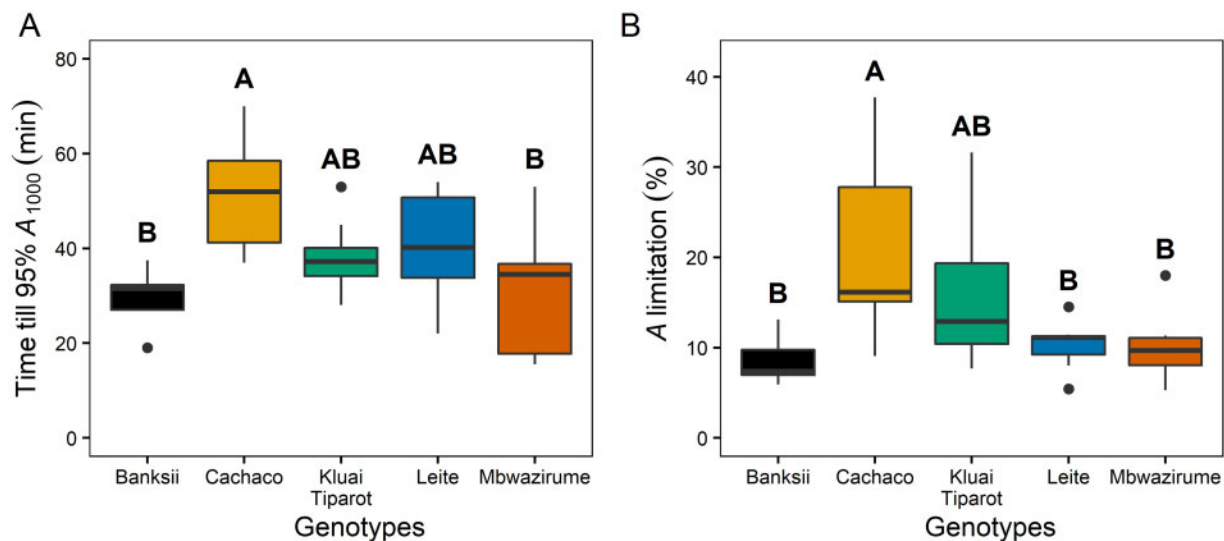 A
Time till 95% A1000 (min)
80
60
40
20
0
B
A
AB
AB
B
Banksii
Cachaco
Kluai
Tiparot
Leite
Mbwazirume
Genotypes
B
A limitation (%)
40
30
20
10
0
B
A
AB
B
B
Banksii
Cachaco
Kluai
Tiparot
Leite
Mbwazirume
Genotypes